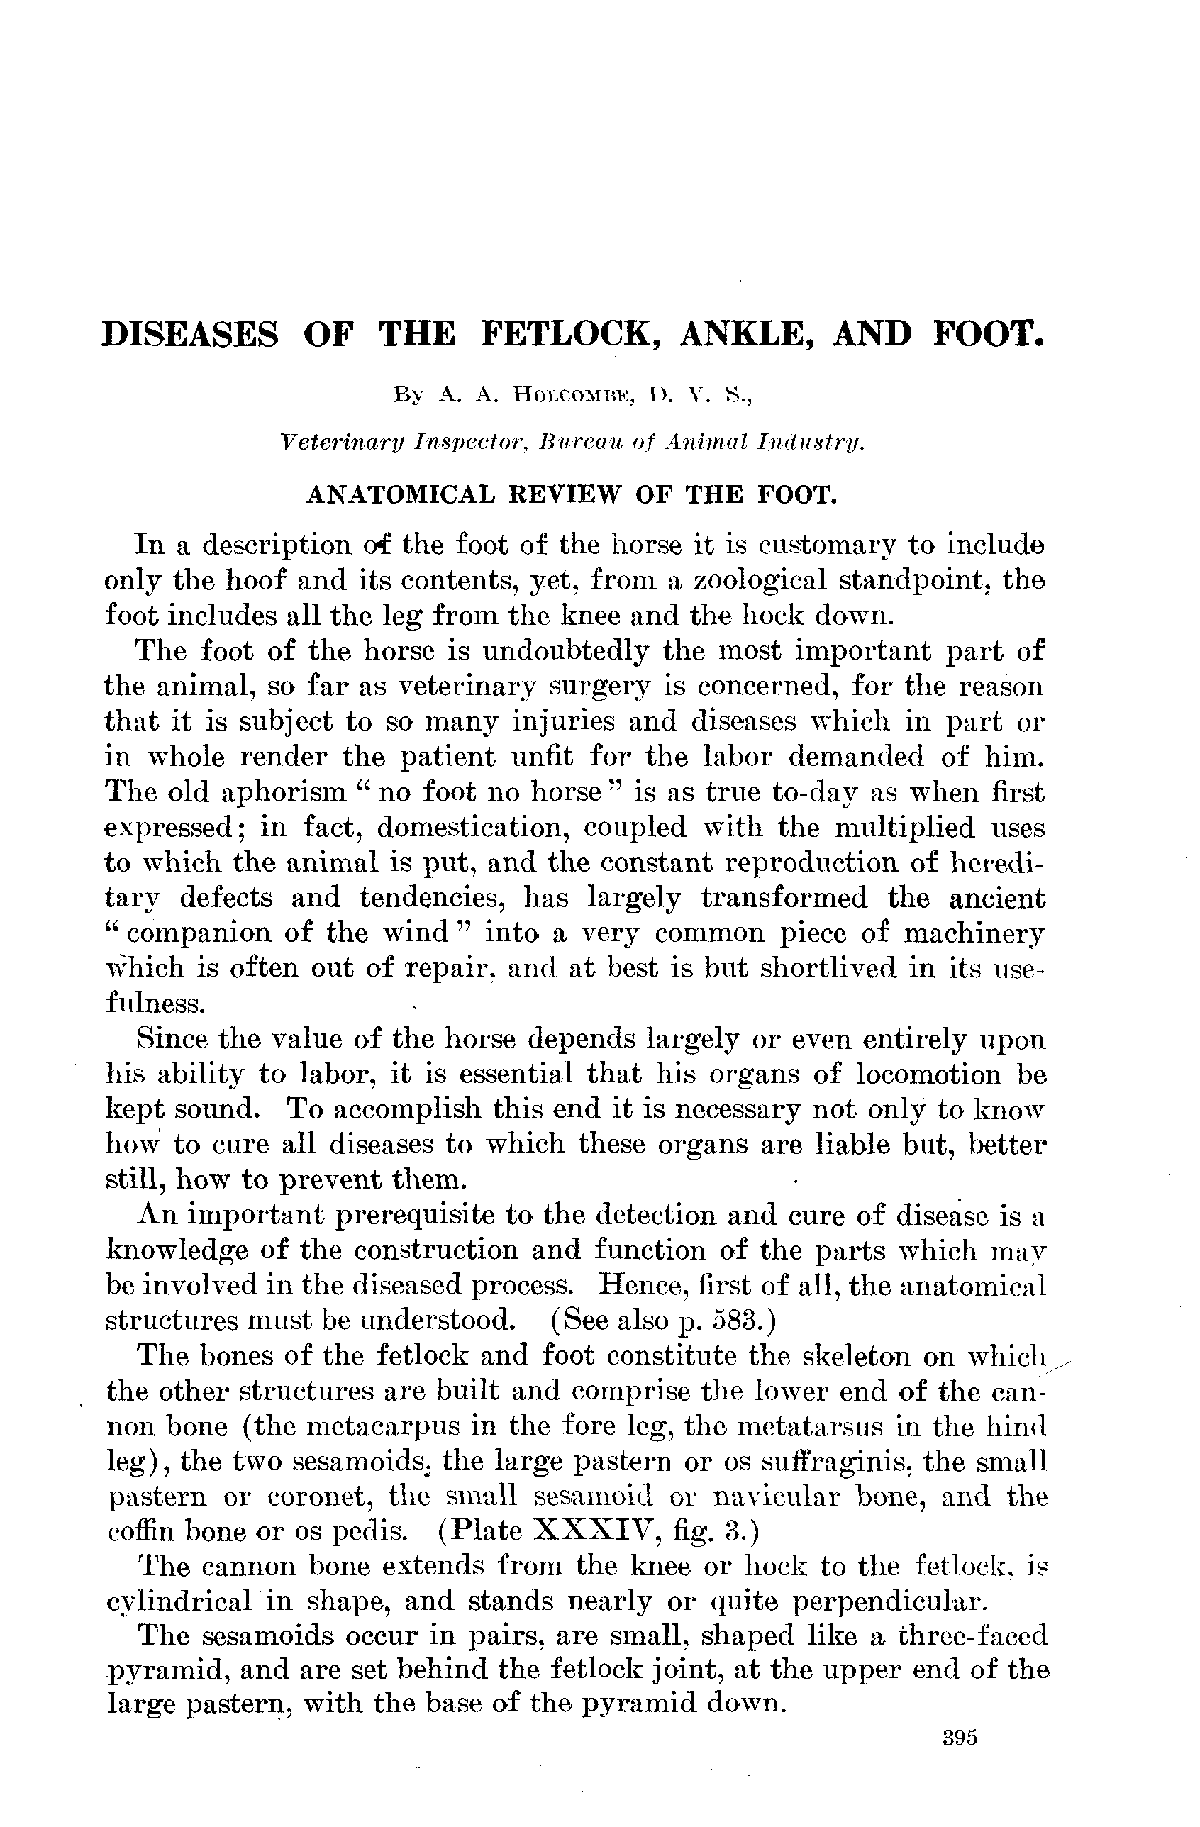 DISEASES OF THE FETLOCK, ANKLE, AND FOOT.
By A. A. HOLCOMBE, D. V. S.,
Veterinary Inspector, Bureau of Animal Industry.
ANATOMICAL REVIEW OF THE FOOT.
In a description of the foot of the horse it is customary to include
only the hoof and its contents, yet, from a zoological standpoint, the
foot includes all the leg from the knee and the hock down.
The foot of the horse is undoubtedly the most important part of
the animal, so far as veterinary surgery is concerned, for the reason
that it is subject to so many injuries and diseases which in part or
in whole render the patient unfit for the labor demanded of him.
The old aphorism "no foot no horse" is as true to-day as when first
expressed; in fact, domestication, coupled with the multiplied uses
to which the animal is put, and the constant reproduction of heredi-
tary defects and tendencies, has largely transformed the ancient
"companion of the wind" into a very common piece of machinery
which is often out of repair, and at best is but shortlived in its use-
fulness.
Since the value of the horse depends largely or even entirely upon
his ability to labor, it is essential that his organs of locomotion be
kept sound. To accomplish this end it is necessary not only to know
how to cure all diseases to which these organs are liable but, better
still, how to prevent them.
An important prerequisite to the detection and cure of disease is a
knowledge of the construction and function of the parts which may
be involved in the diseased process. Hence, first of all, the anatomical
structures must be understood. (See also p. 583.)
The bones of the fetlock and foot constitute the skeleton on which
the other structures are built and comprise the lower end of the can-
non bone (the metacarpus in the fore leg, the metatarsus in the hind
leg), the two sesamoids, the large pastern or os suffraginis, the small
pastern or coronet, the small sesamoid or navicular bone, and the
coffin bone or os pedis. (Plate XXXIV, fig. 3.)
The cannon bone extends from the knee or hock to the fetlock, is
cylindrical in shape, and stands nearly or quite perpendicular.
The sesamoids occur in pairs, are small, shaped like a three-faced
pyramid, and are set behind the fetlock joint, at the upper end of the
large pastern, with the base of the pyramid down.
395